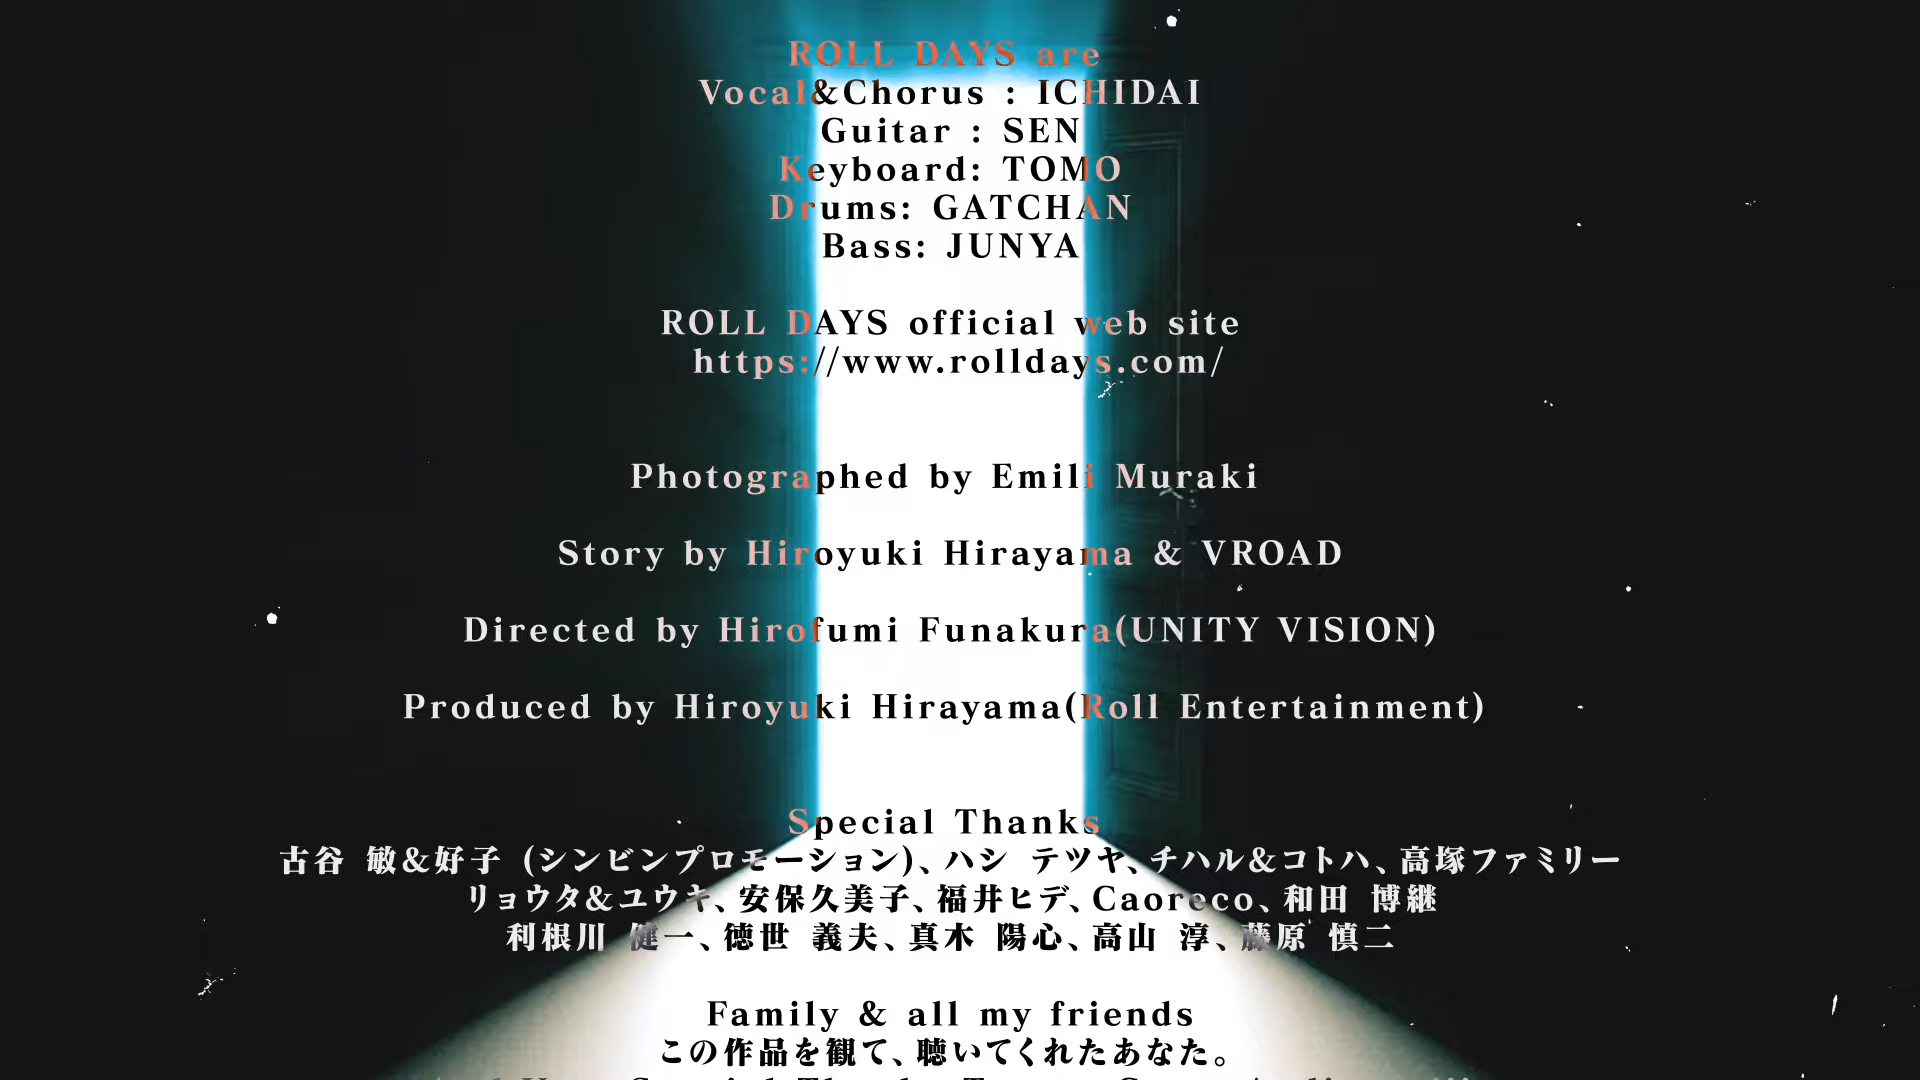 ROLL DAYS are
Vocal&Chorus : ICHIDAI
Guitar : SEN
Keyboard: TOMO
Drums: GATCHAN
Bass: JUNYA
ROLL DAYS official web site
https://www.rolldays.com/
Photographed by Emili Muraki
Story by Hiroyuki Hirayama & VROAD
Directed by Hirofumi Funakura(UNITY VISION)
Produced by Hiroyuki Hirayama(Roll Entertainment)
Special Thanks
古谷 敏&好子 (シンビンプロモーション)、ハシ テツヤ、チハル&コトハ、高塚ファミリー
リョウタ&ユウキ、安保久美子、福井ヒデ、Caoreco、和田 博継
利根川 健一、徳世 義夫、真木 陽心、高山 淳、藤原 慎二
Family & all my friends
この作品を観て、聴いてくれたあなた。